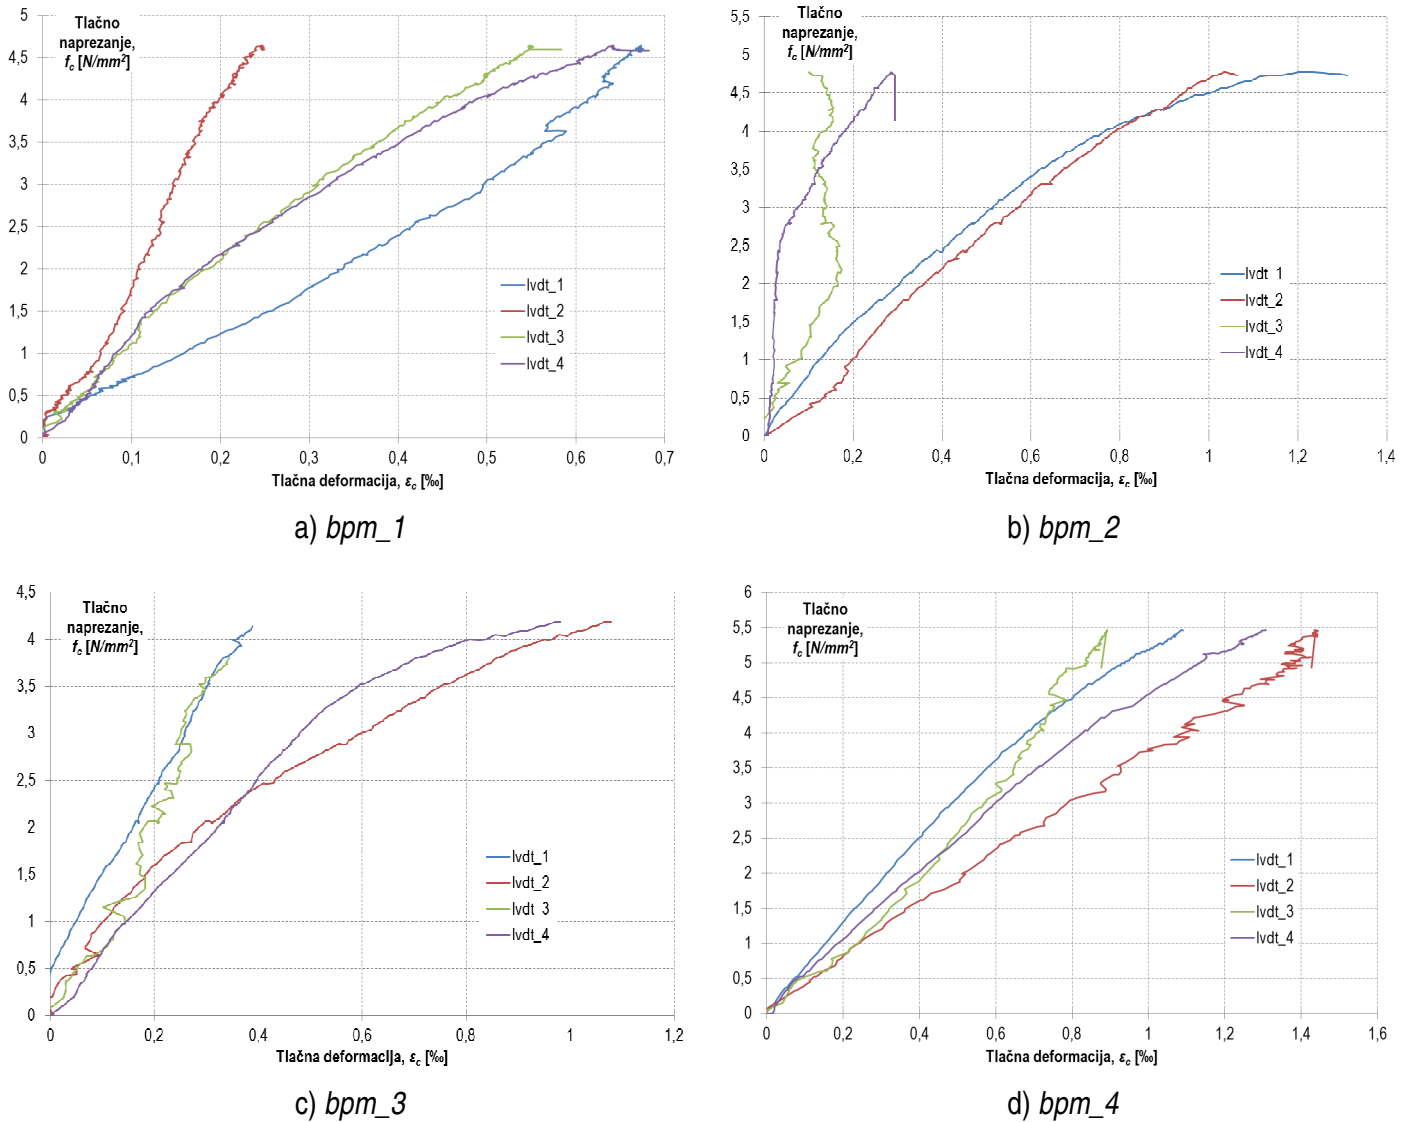 Tlačno
naprezanje,
fc [N/mm²]
5
4,5
4
3,5
3
2,5
2
1,5
1
0,5
0
0
0,1
0,2
0,3
0,4
0,5
0,6
0,7
lvdt_1
lvdt_2
lvdt_3
lvdt_4
Tlačna deformacija, εc [‰]
a) bpm_1
Tlačno
naprezanje,
fc [N/mm²]
5,5
5
4,5
4
3,5
3
2,5
2
1,5
1
0,5
0
0
0,2
0,4
0,6
0,8
1
1,2
1,4
lvdt_1
lvdt_2
lvdt_3
lvdt_4
Tlačna deformacija, εc [‰]
b) bpm_2
Tlačno
naprezanje,
fc [N/mm²]
4,5
4
3,5
3
2,5
2
1,5
1
0,5
0
0
0,2
0,4
0,6
0,8
1
1,2
lvdt_1
lvdt_2
lvdt_3
lvdt_4
Tlačna deformacija, εc [‰]
c) bpm_3
Tlačno
naprezanje,
fc [N/mm²]
6
5,5
5
4,5
4
3,5
3
2,5
2
1,5
1
0,5
0
0
0,2
0,4
0,6
0,8
1
1,2
1,4
1,6
lvdt_1
lvdt_2
lvdt_3
lvdt_4
Tlačna deformacija, εc [‰]
d) bpm_4